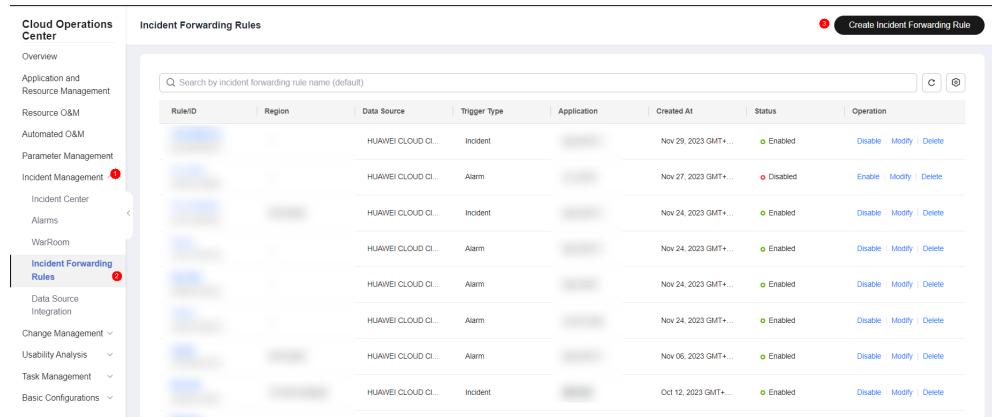 Cloud Operations
Center
Overview
Application and
Resource Management
Resource O&M
Automated O&M
Parameter Management
Incident Management 1
Incident Center
Alarms
WarRoom
Incident Forwarding
Rules 2
Data Source
Integration
Change Management
Usability Analysis
Task Management
Basic Configurations
Incident Forwarding Rules
3 Create Incident Forwarding Rule
Search by incident forwarding rule name (default)
Rule/ID Region Data Source Trigger Type Application Created At Status Operation
HUAWEI CLOUD Cl... Incident Nov 29, 2023 GMT+... Enabled Disable Modify Delete
HUAWEI CLOUD Cl... Alarm Nov 27, 2023 GMT+... Disabled Enable Modify Delete
HUAWEI CLOUD Cl... Incident Nov 24, 2023 GMT+... Enabled Disable Modify Delete
HUAWEI CLOUD Cl... Alarm Nov 24, 2023 GMT+... Enabled Disable Modify Delete
HUAWEI CLOUD Cl... Alarm Nov 24, 2023 GMT+... Enabled Disable Modify Delete
HUAWEI CLOUD Cl... Alarm Nov 24, 2023 GMT+... Enabled Disable Modify Delete
HUAWEI CLOUD Cl... Alarm Nov 06, 2023 GMT+... Enabled Disable Modify Delete
HUAWEI CLOUD Cl... Incident Oct 12, 2023 GMT+... Enabled Disable Modify Delete